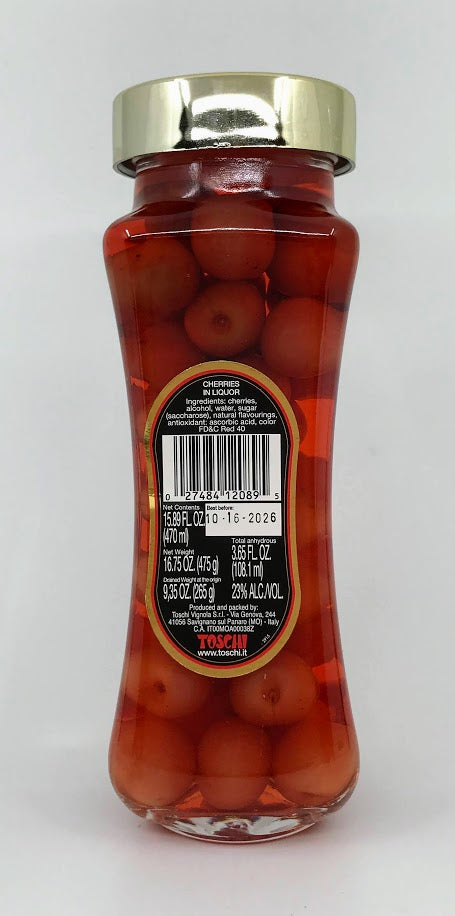 CHERRIES
IN LIQUOR
Ingredients: cherries,
alcohol, water, sugar
(saccharose), natural flavourings,
antioxidant: ascorbic acid, color
FD&C Red 40
0 27484 12089 5
Net Contents
15.89 FL. OZ.
(470 ml)
Best before:
10-16-2026
Net Weight
16.75 OZ. (475 g)
Drained Weight at the origin
9,35 OZ. (265 g)
Total anhydrous
3.65 FL. OZ.
(108.1 ml)
23% ALC./VOL.
Produced and packed by:
Toschi Vignola S.r.l. - Via Genova, 244
41056 Savignano sul Panaro (MO) - Italy
C.A. IT00MOA00038Z
TOSCHI
www.toschi.it